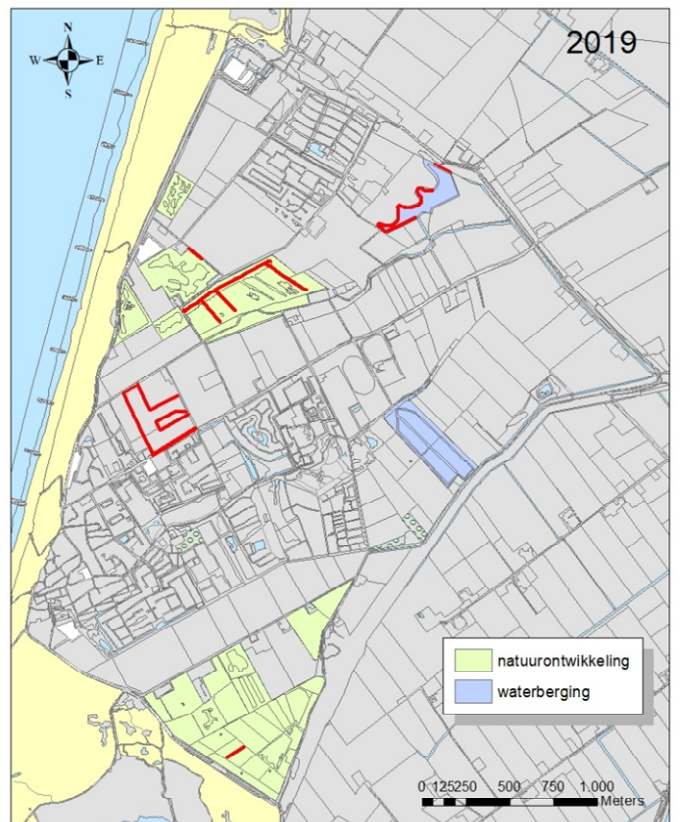 2019
N
W E
S
natuurontwikkeling
waterberging
0 125250 500 750 1.000
Meters